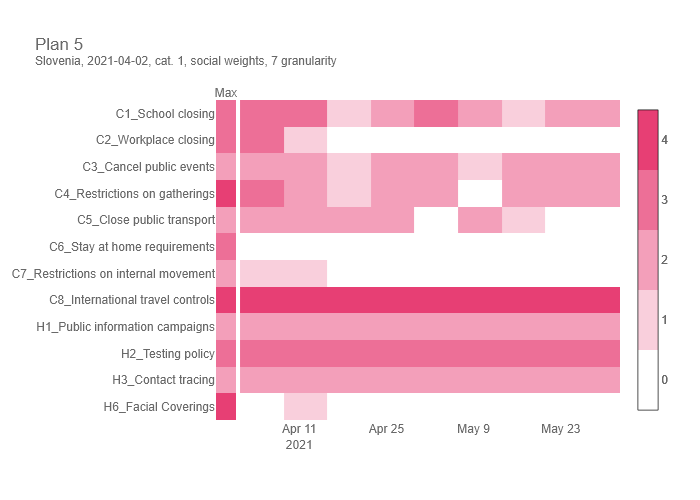 Plan 5
Slovenia, 2021-04-02, cat. 1, social weights, 7 granularity
Max
C1_School closing
C2_Workplace closing
C3_Cancel public events
C4_Restrictions on gatherings
C5_Close public transport
C6_Stay at home requirements
C7_Restrictions on internal movement
C8_International travel controls
H1_Public information campaigns
H2_Testing policy
H3_Contact tracing
H6_Facial Coverings
Apr 11
2021
Apr 25
May 9
May 23
4
3
2
1
0